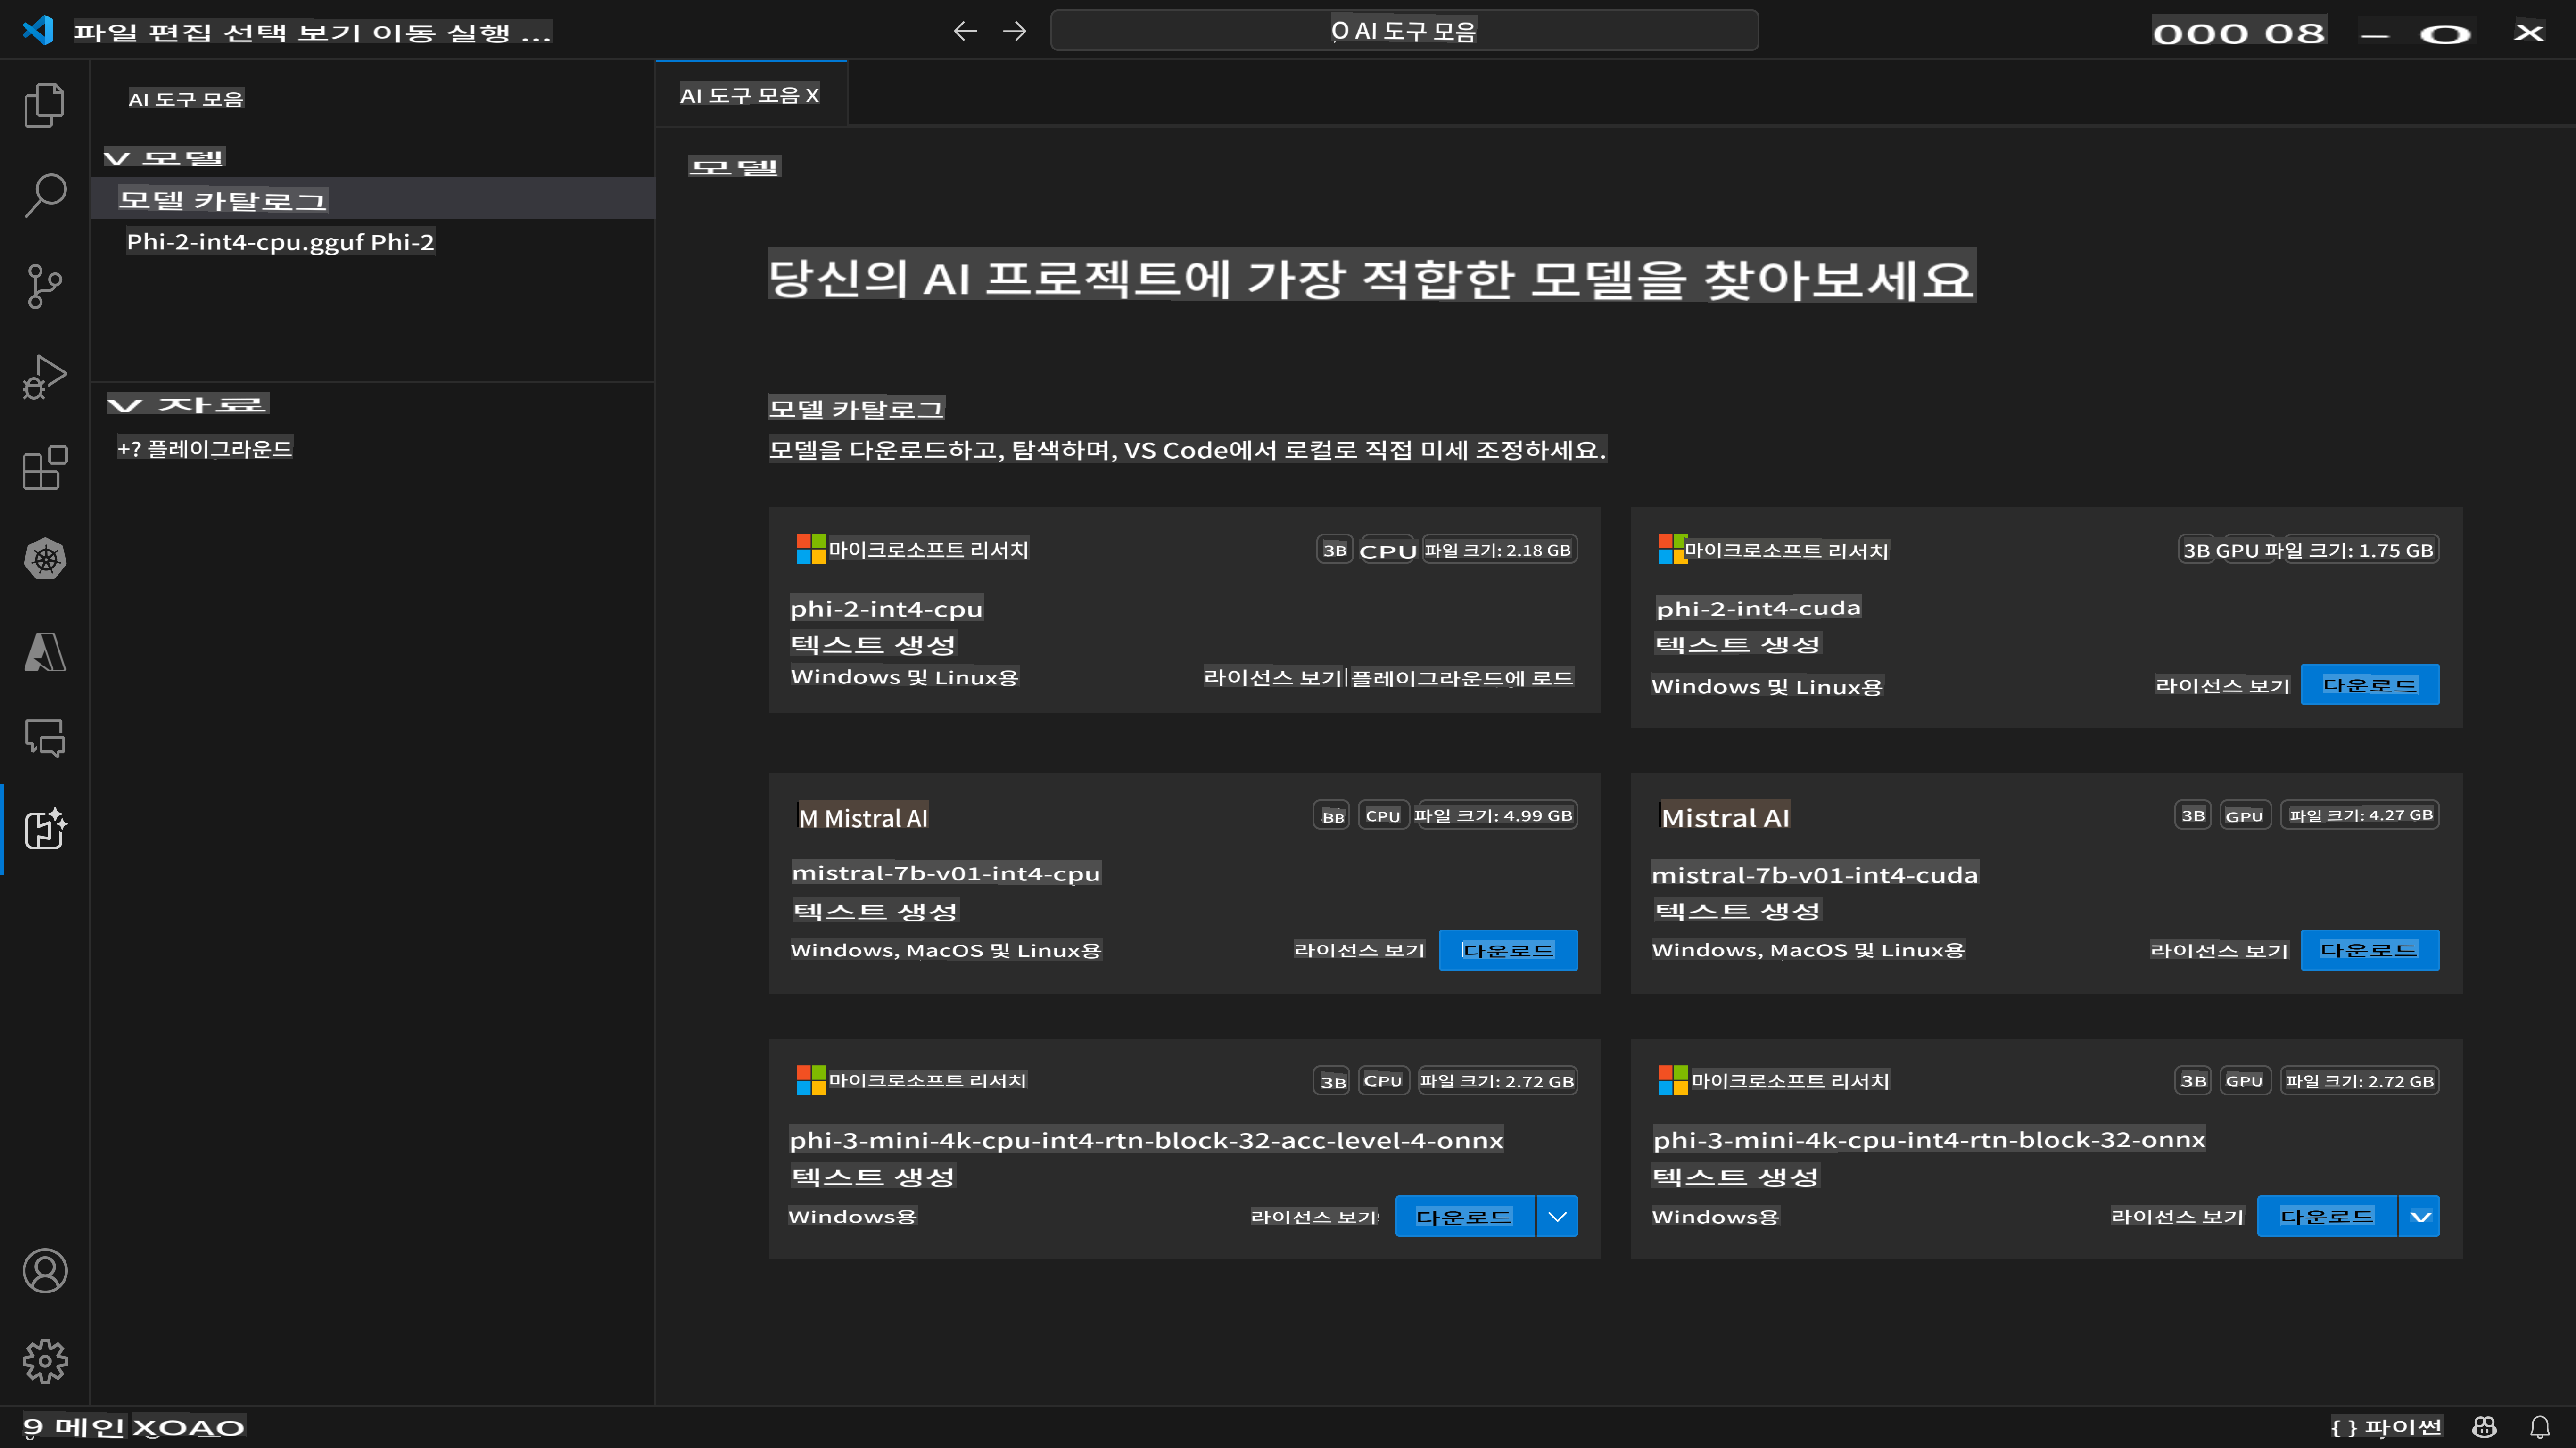 파일 편집 선택 보기 이동 실행 ...
O AI 도구 모음
000 08 – O X
AI 도구 모음
V 모델
모델 카탈로그
Phi-2-int4-cpu.gguf Phi-2
V 자료
+? 플레이그라운드
AI 도구 모음 X
모델
당신의 AI 프로젝트에 가장 적합한 모델을 찾아보세요
모델 카탈로그
모델을 다운로드하고, 탐색하며, VS Code에서 로컬로 직접 미세 조정하세요.
마이크로소프트 리서치
3B CPU 파일 크기: 2.18 GB
phi-2-int4-cpu
텍스트 생성
Windows 및 Linux용
라이선스 보기 플레이그라운드에 로드
마이크로소프트 리서치
3B GPU 파일 크기: 1.75 GB
phi-2-int4-cuda
텍스트 생성
Windows 및 Linux용
라이선스 보기 다운로드
M Mistral AI
BB CPU 파일 크기: 4.99 GB
mistral-7b-v01-int4-cpu
텍스트 생성
Windows, MacOS 및 Linux용
라이선스 보기 다운로드
Mistral AI
3B GPU 파일 크기: 4.27 GB
mistral-7b-v01-int4-cuda
텍스트 생성
Windows, MacOS 및 Linux용
라이선스 보기 다운로드
마이크로소프트 리서치
3B CPU 파일 크기: 2.72 GB
phi-3-mini-4k-cpu-int4-rtn-block-32-acc-level-4-onnx
텍스트 생성
Windows용
라이선스 보기 다운로드
마이크로소프트 리서치
3B GPU 파일 크기: 2.72 GB
phi-3-mini-4k-cpu-int4-rtn-block-32-onnx
텍스트 생성
Windows용
라이선스 보기 다운로드 V
9 메인 XOAO
{ } 파이썬